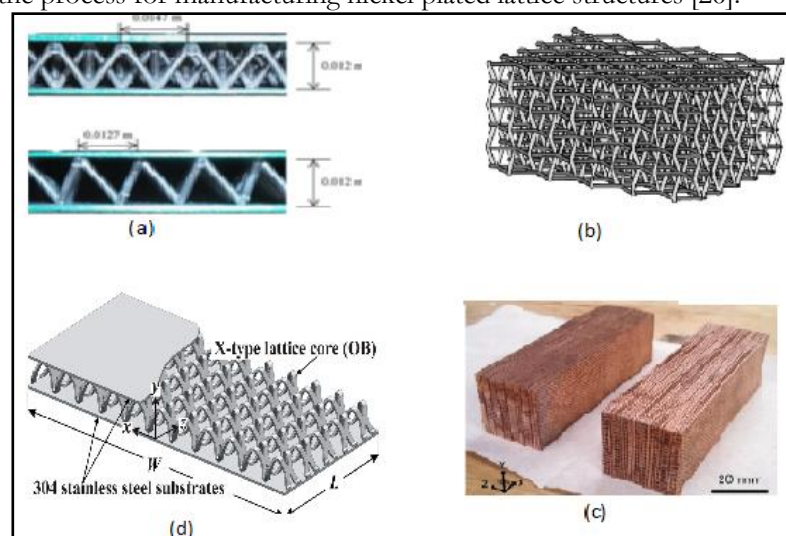 the process for manufacturing nickel plated lattice structures [26].
0.0147 m
0.012 m
0.0127 m
0.012 m
(a)
(b)
X-type lattice core (OB)
y
x
z
W
L
304 stainless steel substrates
(d)
Y
Z
20 mm
(c)